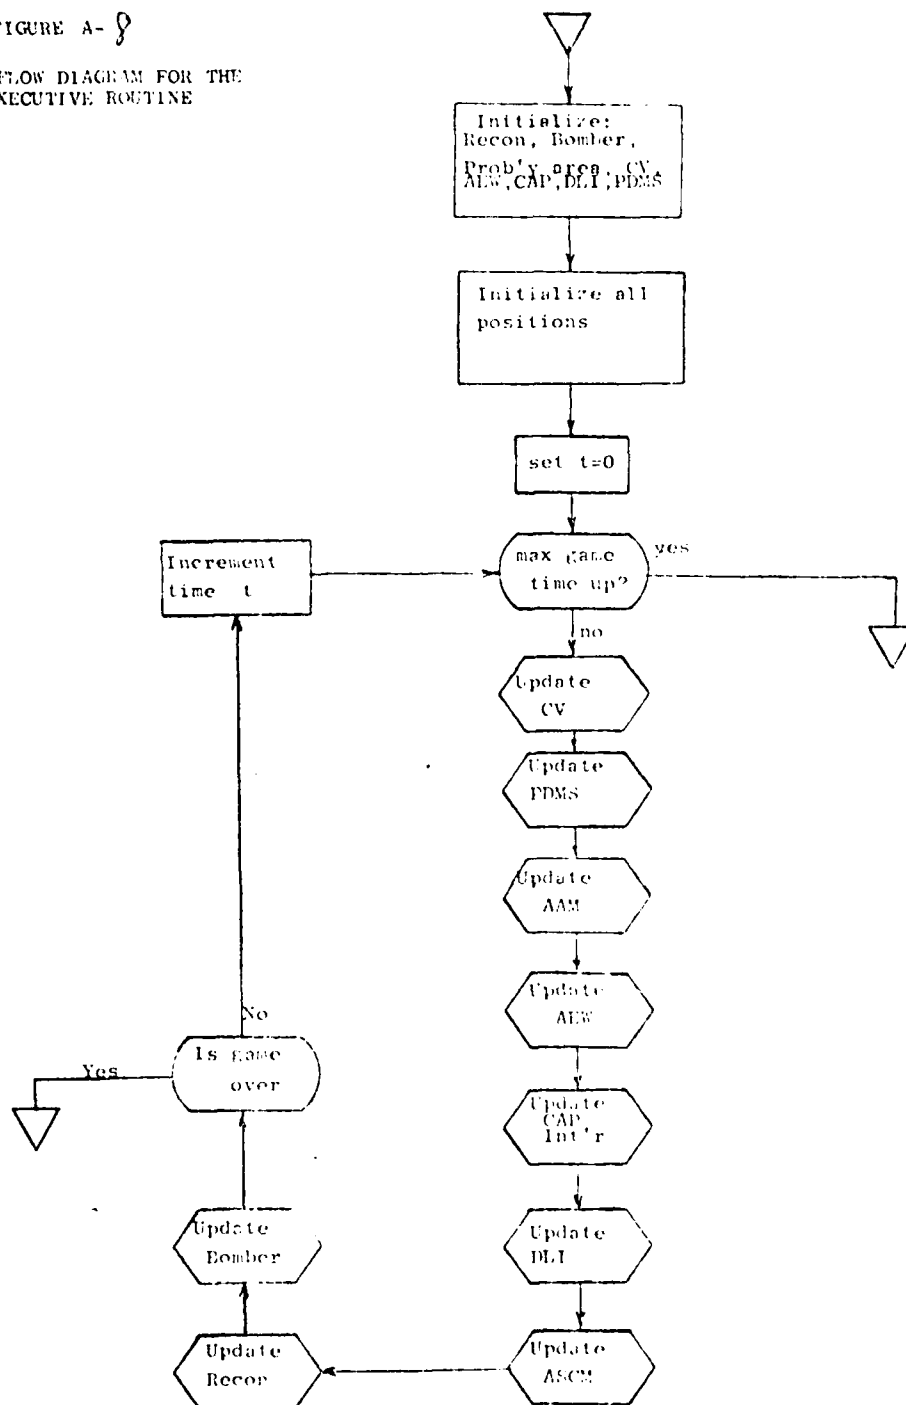 FIGURE A-8
FLOW DIAGRAM FOR THE
EXECUTIVE ROUTINE
Initialize:
Recon, Bomber,
Prob'y area, CV,
AEW,CAP,DLI,PDMS
Initialize all
positions
set t=0
max game
time up?
yes
no
Increment
time t
Update
CV
Update
PDMS
Update
AAM
Update
AEW
Update
CAP
Int'r
Update
DLI
Update
ASCM
Update
Recon
Update
Bomber
Is game
over
Yes
No